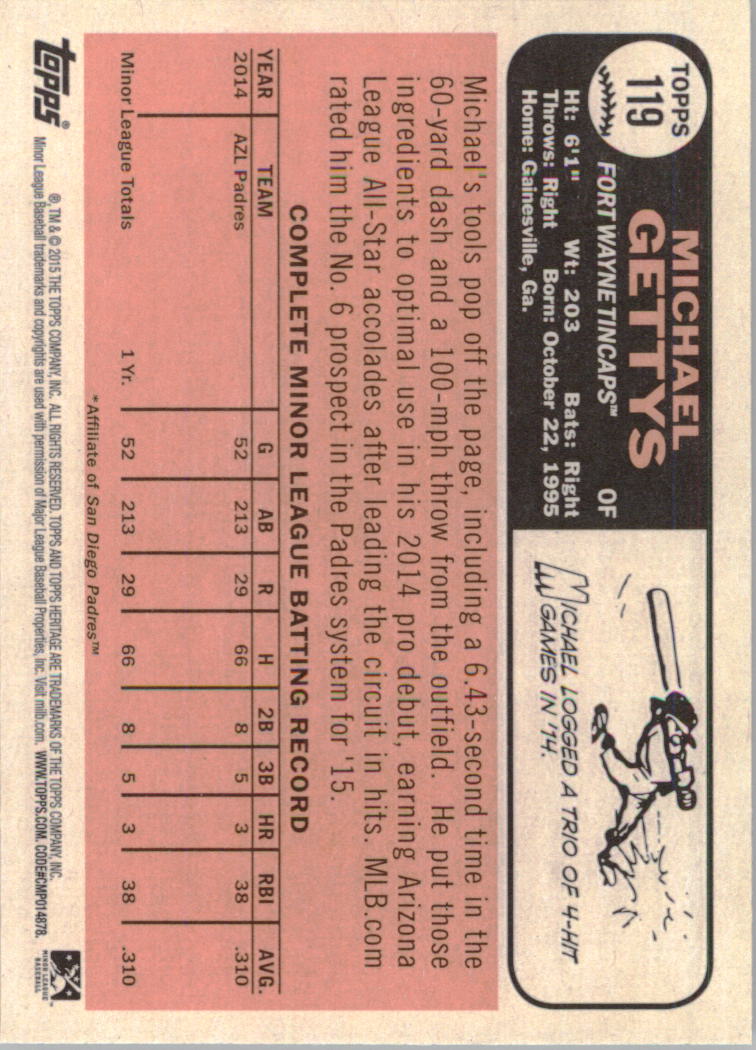 TOPPS
119
MICHAEL
GETTYS
FORT WAYNE TINCAPS™ OF
Ht: 6'1" Wt: 203 Bats: Right
Throws: Right Born: October 22, 1995
Home: Gainesville, Ga.
MICHAEL LOGGED A TRIO OF 4-HIT
GAMES IN '14.
Michael's tools pop off the page, including a 6.43-second time in the
60-yard dash and a 100-mph throw from the outfield. He put those
ingredients to optimal use in his 2014 pro debut, earning Arizona
League All-Star accolades after leading the circuit in hits. MLB.com
rated him the No. 6 prospect in the Padres system for '15.
COMPLETE MINOR LEAGUE BATTING RECORD
YEAR TEAM G AB R H 2B 3B HR RBI AVG.
2014 AZL Padres 52 213 29 66 8 5 3 38 .310
Minor League Totals 1 Yr. 52 213 29 66 8 5 3 38 .310
*Affiliate of San Diego Padres™
topps®
®, TM & © 2015 THE TOPPS COMPANY, INC. ALL RIGHTS RESERVED. TOPPS AND TOPPS HERITAGE ARE TRADEMARKS OF THE TOPPS COMPANY, INC.
Minor League Baseball trademarks and copyrights are used with permission of Major League Baseball Properties, Inc. Visit milb.com. WWW.TOPPS.COM. CODE#CMP014878.
MINOR LEAGUE
BASEBALL™